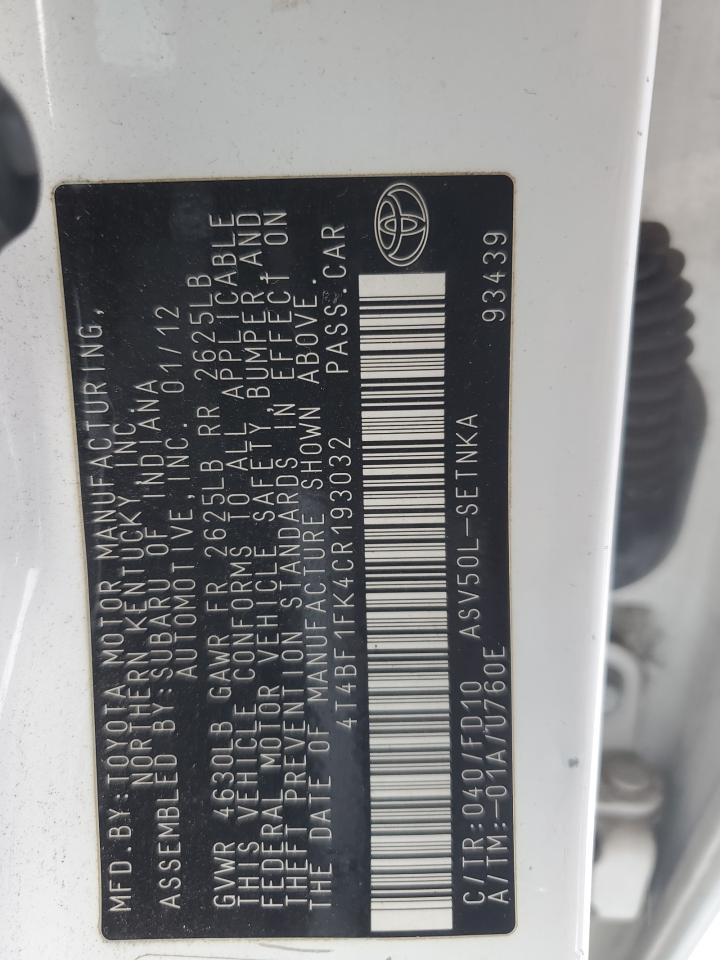 MFD.BY:TOYOTA MOTOR MANUFACTURING,
NORTHERN KENTUCKY, INC.
ASSEMBLED BY:SUBARU OF INDIANA
AUTOMOTIVE,INC. 01/12
GVWR 4630LB GAWR FR 2625LB RR 2625LB
THIS VEHICLE CONFORMS TO ALL APPLICABLE
FEDERAL MOTOR VEHICLE SAFETY,BUMPER,AND
THEFT PREVENTION STANDARDS IN EFFECT ON
THE DATE OF MANUFACTURE SHOWN ABOVE.
4T4BF1FK4CR193032 PASS.CAR
C/TR:040/FD10 ASV50L-SETNKA 93439
A/TM:-01A/U760E